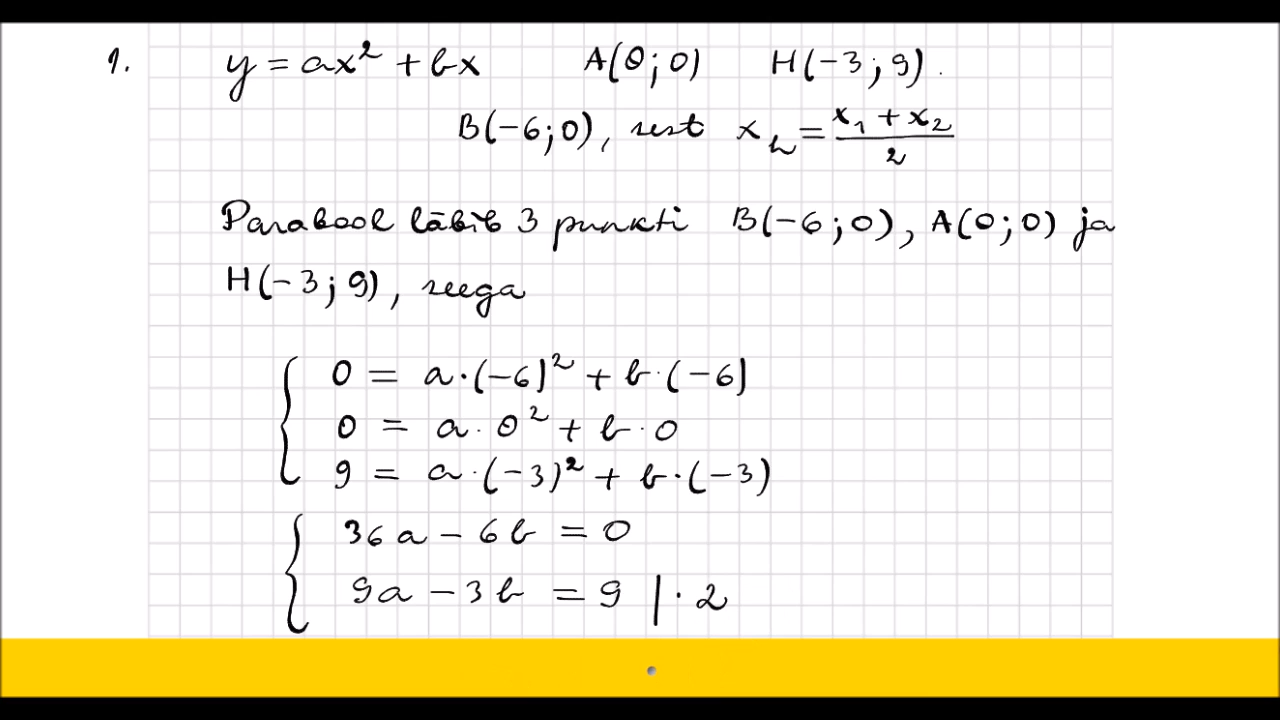 1. y = ax² + bx A(0;0) H(-3;9).
B(-6;0), sest x_h = (x₁ + x₂)/2
Parabool läbib 3 punkti B(-6;0), A(0;0) ja
H(-3;9), seega
{ 0 = a·(-6)² + b·(-6)
0 = a·0² + b·0
9 = a·(-3)² + b·(-3)
{ 36a - 6b = 0
9a - 3b = 9 |·2